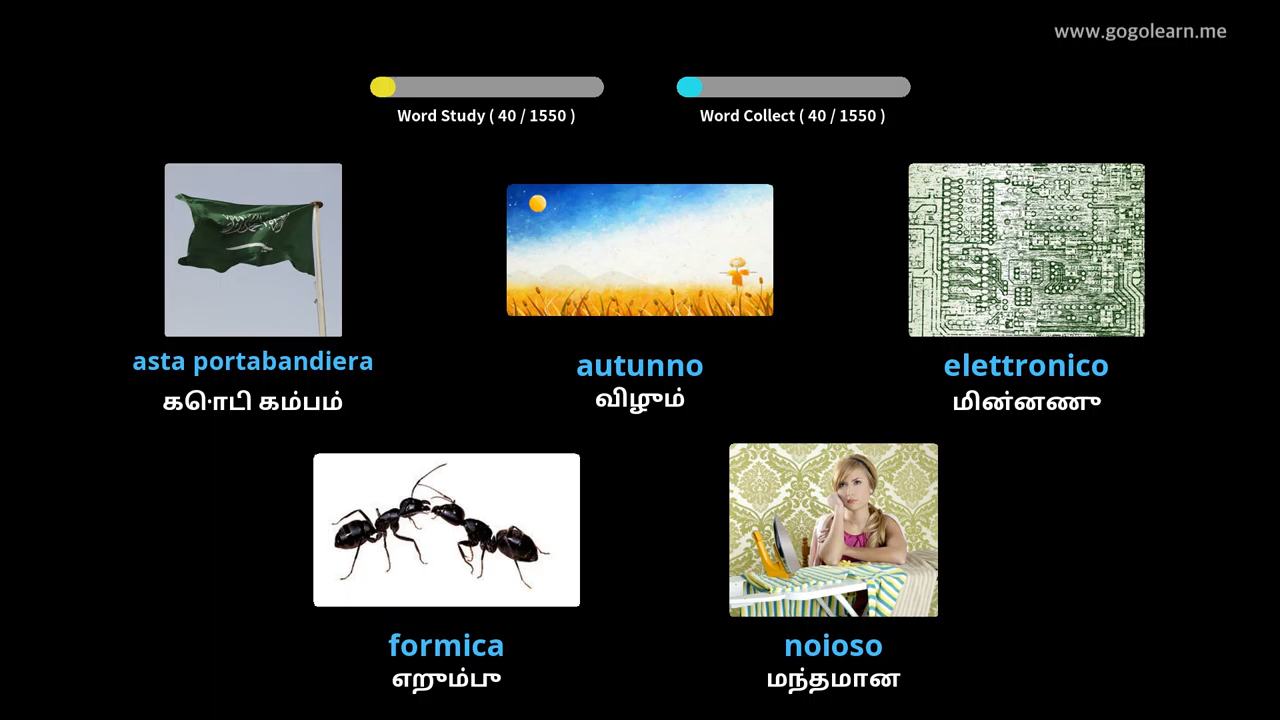 www.gogolearn.me
Word Study ( 40 / 1550 )
Word Collect ( 40 / 1550 )
asta portabandiera
கொடி கம்பம்
autunno
விழும்
elettronico
மின்னணு
formica
எறும்பு
noioso
மந்தமான